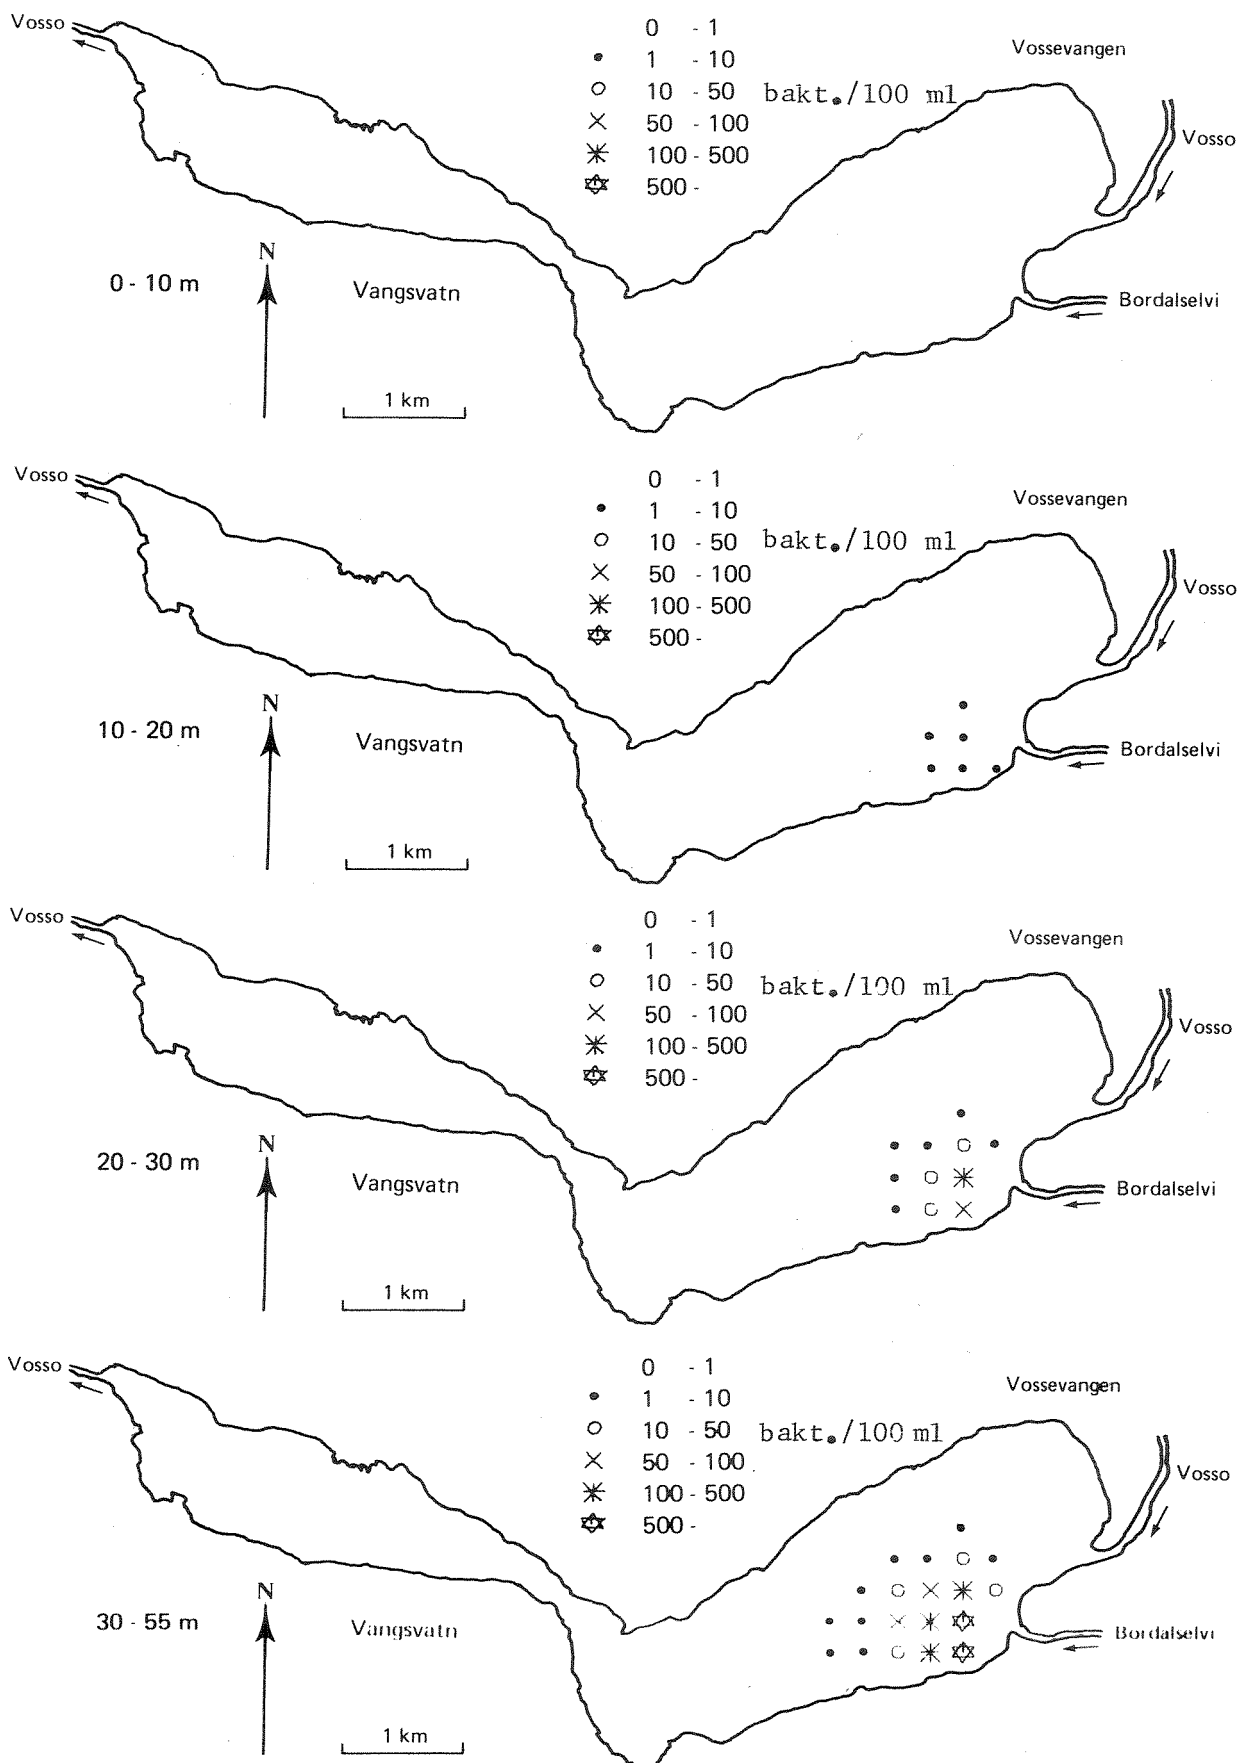 Vosso
0 - 1
1 - 10
10 - 50 bakt./100 ml
50 - 100
100 - 500
500 -
Vossevangen
Vosso
N
0 - 10 m
Vangsvatn
Bordalselvi
1 km
Vosso
0 - 1
1 - 10
10 - 50 bakt./100 ml
50 - 100
100 - 500
500 -
Vossevangen
Vosso
N
10 - 20 m
Vangsvatn
Bordalselvi
1 km
Vosso
0 - 1
1 - 10
10 - 50 bakt./100 ml
50 - 100
100 - 500
500 -
Vossevangen
Vosso
N
20 - 30 m
Vangsvatn
Bordalselvi
1 km
Vosso
0 - 1
1 - 10
10 - 50 bakt./100 ml
50 - 100
100 - 500
500 -
Vossevangen
Vosso
N
30 - 55 m
Vangsvatn
Bordalselvi
1 km